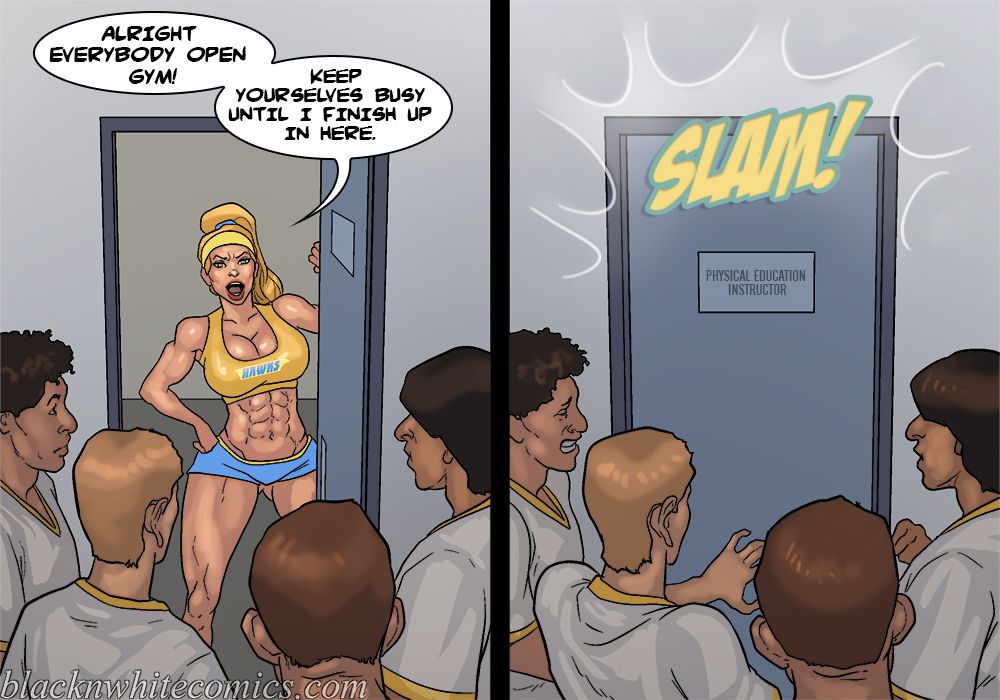 ALRIGHT
EVERYBODY OPEN
GYM!
KEEP
YOURSELVES BUSY
UNTIL I FINISH UP
IN HERE.
HAWKS
SLAM!
PHYSICAL EDUCATION
INSTRUCTOR
blacknwhitecomics.com